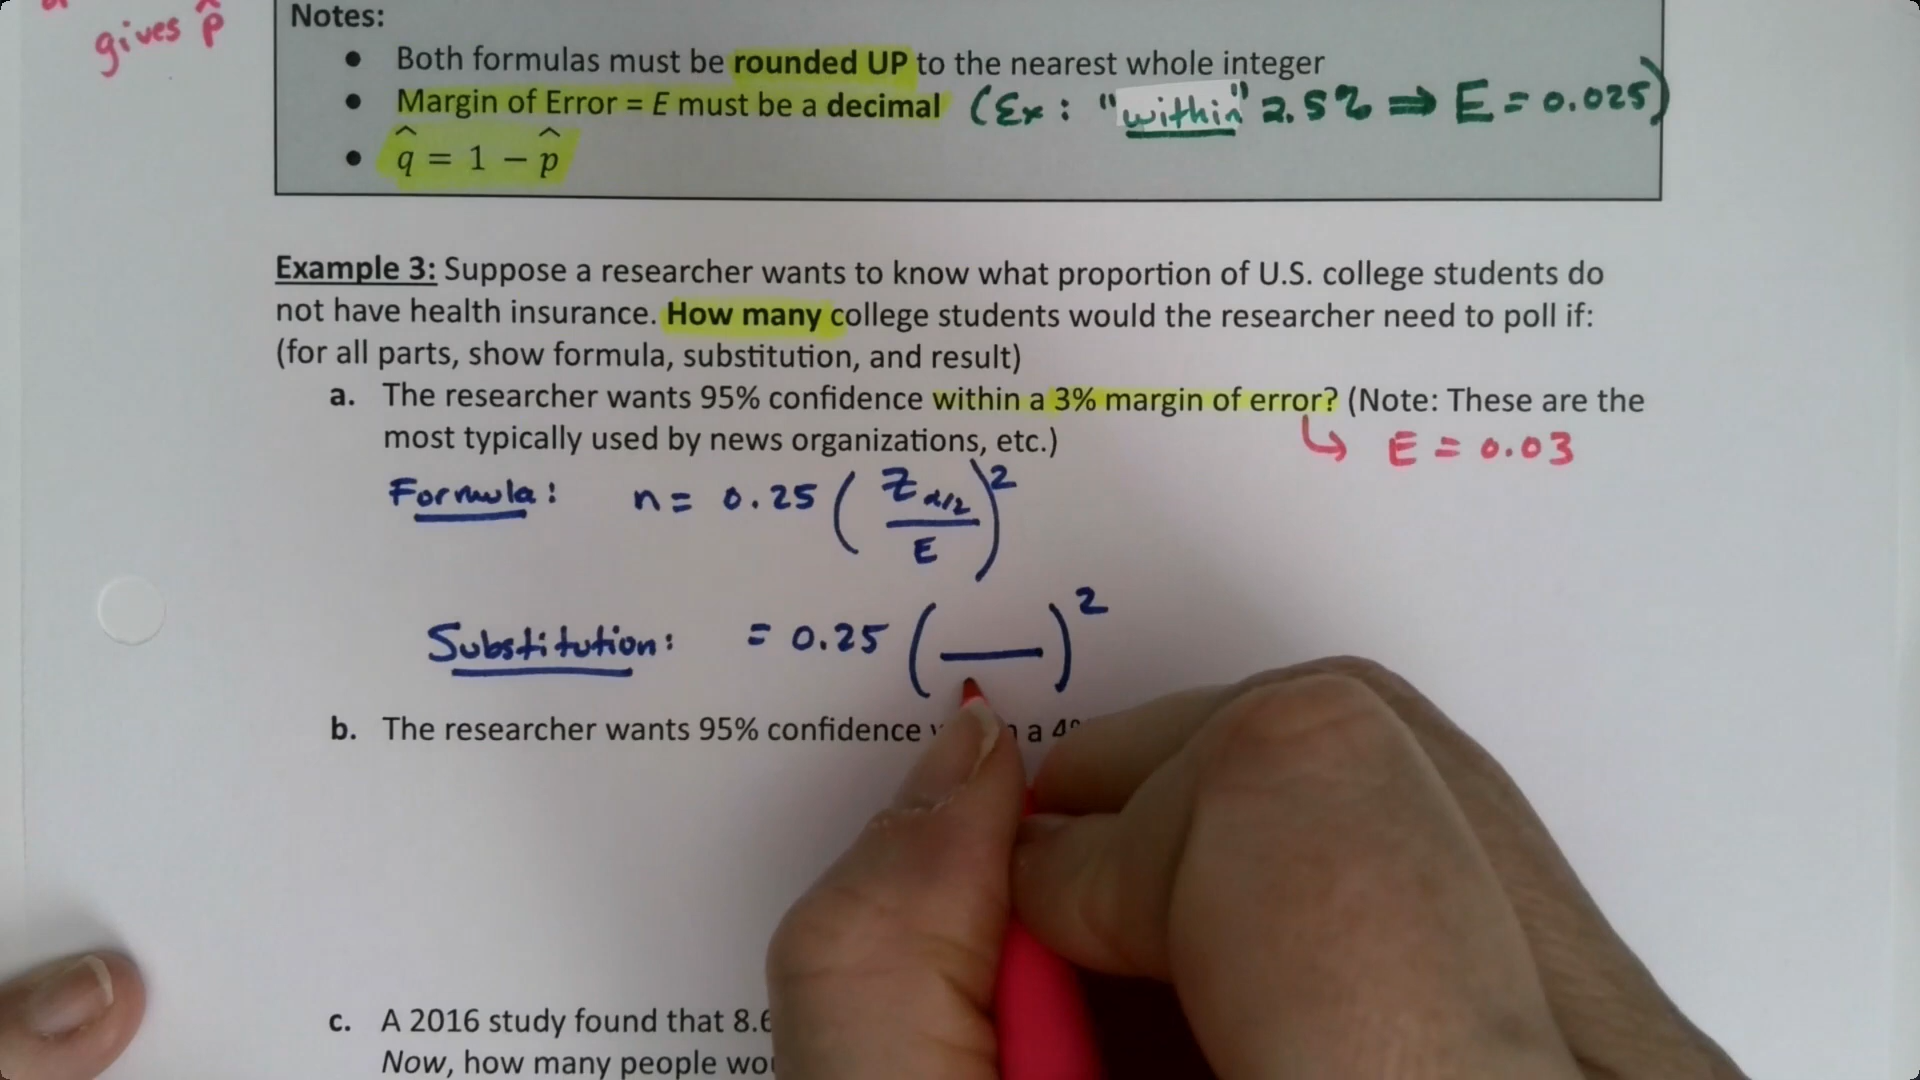 gives p̂
Notes:
• Both formulas must be rounded UP to the nearest whole integer
• Margin of Error = E must be a decimal (Ex: "within" 2.5% ⇒ E = 0.025)
• q̂ = 1 − p̂
Example 3: Suppose a researcher wants to know what proportion of U.S. college students do
not have health insurance. How many college students would the researcher need to poll if:
(for all parts, show formula, substitution, and result)
a. The researcher wants 95% confidence within a 3% margin of error? (Note: These are the
most typically used by news organizations, etc.)
↳ E = 0.03
Formula: n = 0.25 ( Z α/2 / E )²
Substitution: = 0.25 ( — )²
b. The researcher wants 95% confidence a 4
c. A 2016 study found that 8.6
Now, how many people